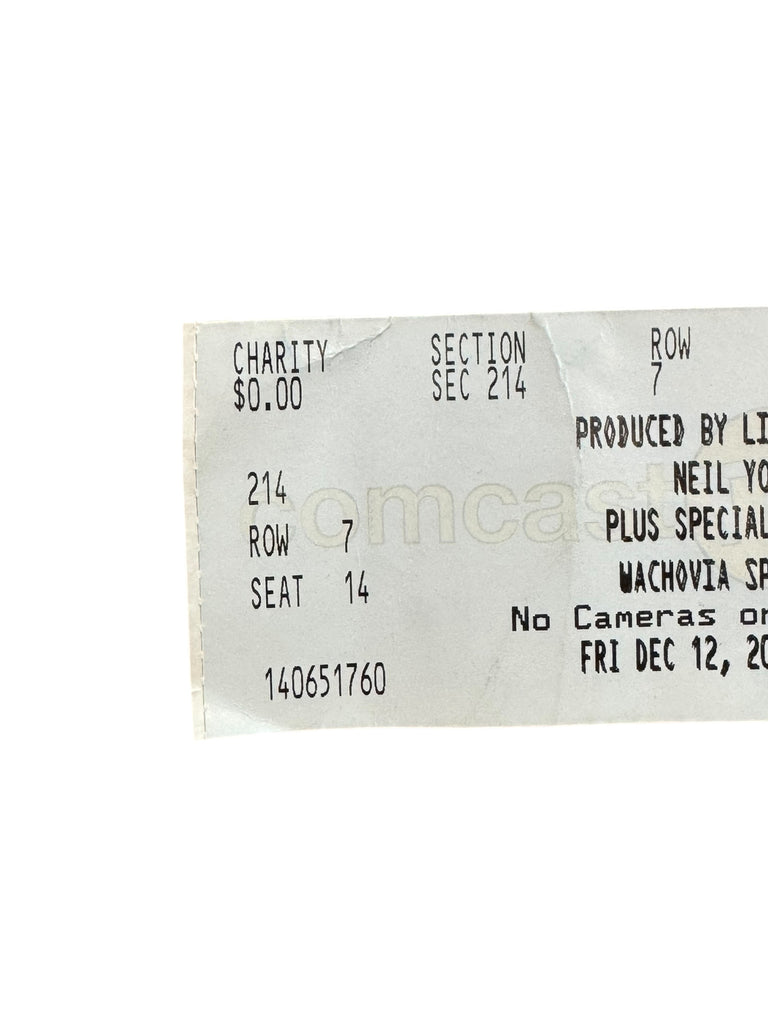 CHARITY SECTION ROW
$0.00 SEC 214 7
PRODUCED BY LI
214 NEIL YO
comcast
ROW 7 PLUS SPECIAL
SEAT 14 WACHOVIA SP
No Cameras or
FRI DEC 12, 20
140651760